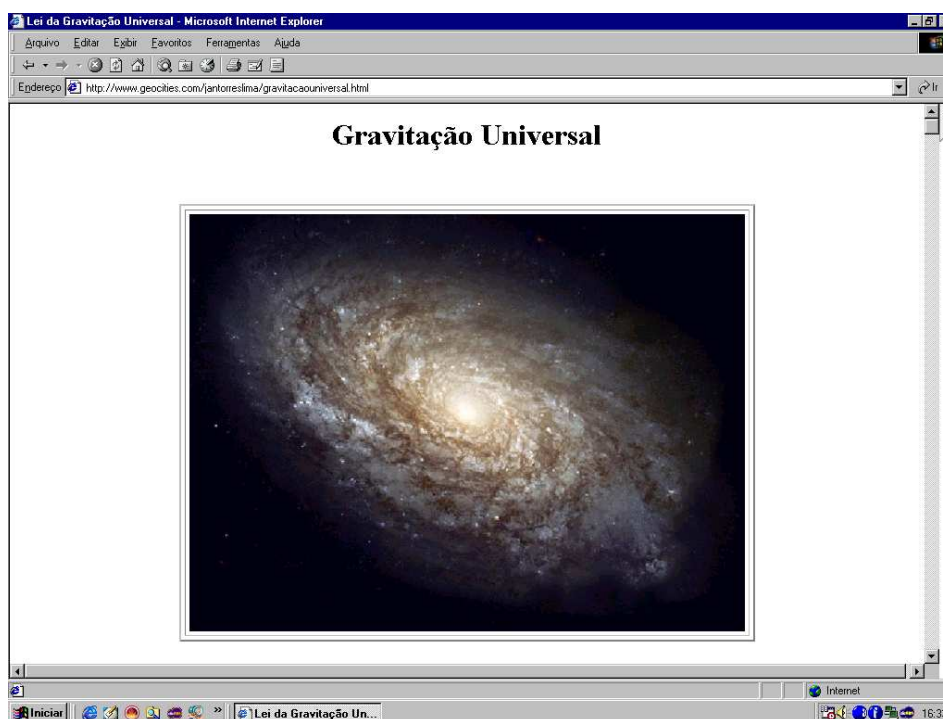 Lei da Gravitação Universal - Microsoft Internet Explorer
Arquivo Editar Exibir Favoritos Ferramentas Ajuda
Endereço http://www.geocities.com/jantorreslima/gravitacaouniversal.html Ir
Gravitação Universal
Internet
Iniciar » Lei da Gravitação Un...